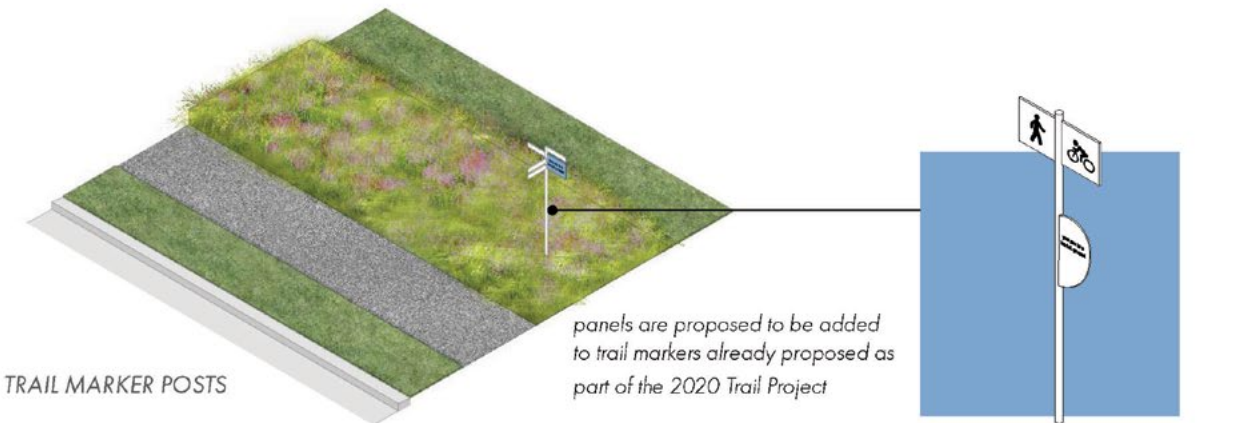 panels are proposed to be added
to trail markers already proposed as
part of the 2020 Trail Project
TRAIL MARKER POSTS